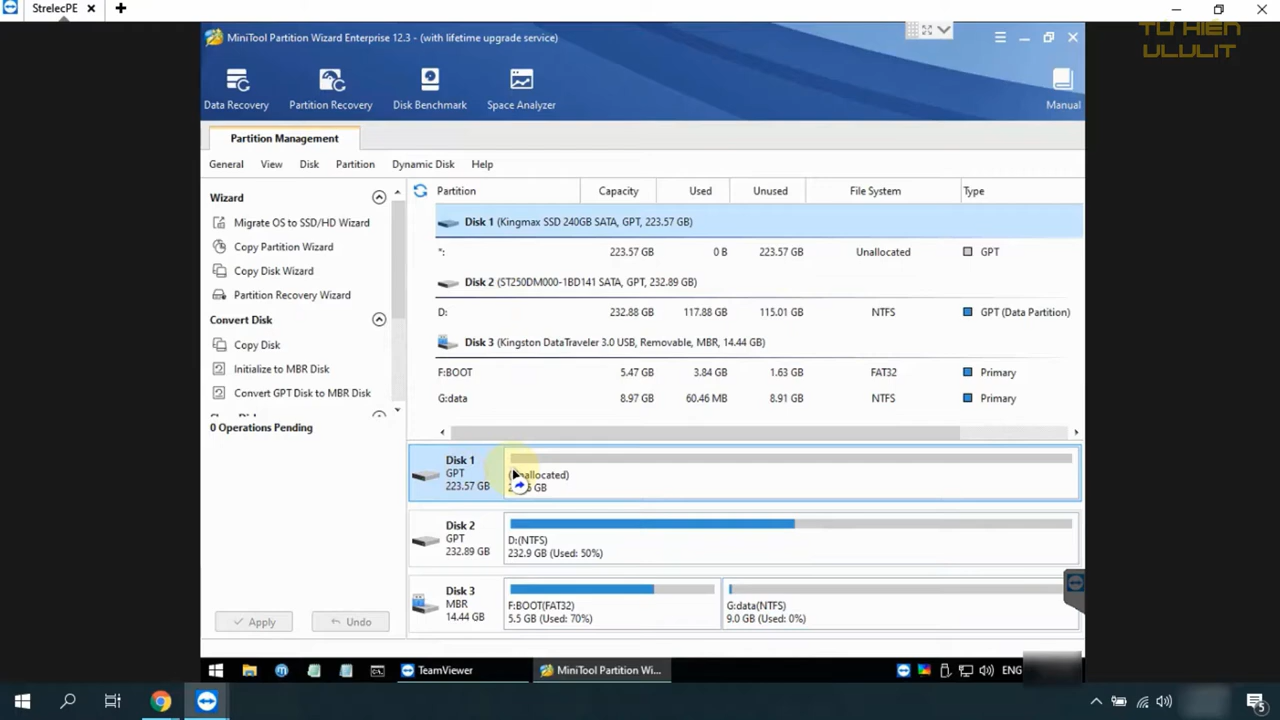 StrelecPE
TỪ HIỀN
ULULIT
MiniTool Partition Wizard Enterprise 12.3 - (with lifetime upgrade service)
Data Recovery
Partition Recovery
Disk Benchmark
Space Analyzer
Manual
Partition Management
General View Disk Partition Dynamic Disk Help
Wizard
Migrate OS to SSD/HD Wizard
Copy Partition Wizard
Copy Disk Wizard
Partition Recovery Wizard
Convert Disk
Copy Disk
Initialize to MBR Disk
Convert GPT Disk to MBR Disk
0 Operations Pending
Apply
Undo
Partition Capacity Used Unused File System Type
Disk 1 (Kingmax SSD 240GB SATA, GPT, 223.57 GB)
*: 223.57 GB 0 B 223.57 GB Unallocated GPT
Disk 2 (ST250DM000-1BD141 SATA, GPT, 232.89 GB)
D: 232.88 GB 117.88 GB 115.01 GB NTFS GPT (Data Partition)
Disk 3 (Kingston DataTraveler 3.0 USB, Removable, MBR, 14.44 GB)
F:BOOT 5.47 GB 3.84 GB 1.63 GB FAT32 Primary
G:data 8.97 GB 60.46 MB 8.91 GB NTFS Primary
Disk 1
GPT
223.57 GB
(Unallocated)
GB
Disk 2
GPT
232.89 GB
D:(NTFS)
232.9 GB (Used: 50%)
Disk 3
MBR
14.44 GB
F:BOOT(FAT32)
5.5 GB (Used: 70%)
G:data(NTFS)
9.0 GB (Used: 0%)
TeamViewer
MiniTool Partition Wi...
ENG
5